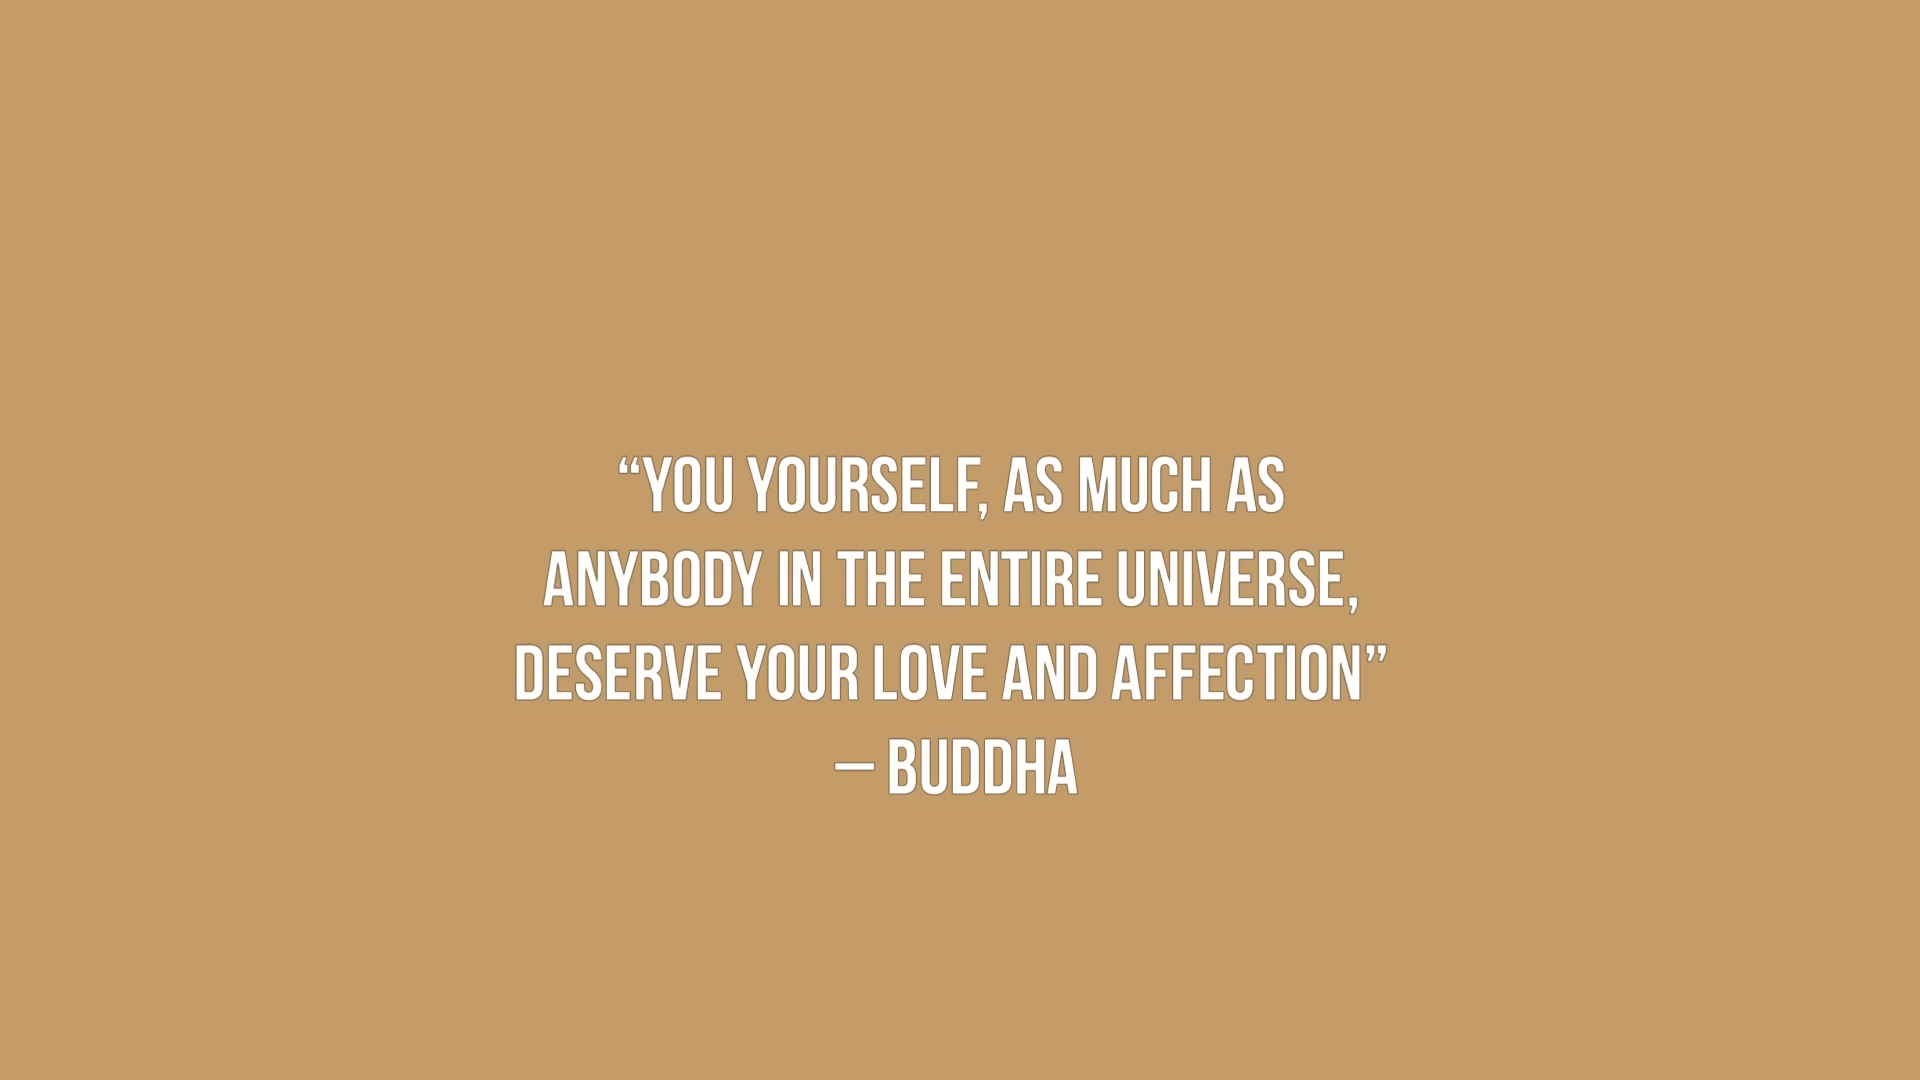 “YOU YOURSELF, AS MUCH AS
ANYBODY IN THE ENTIRE UNIVERSE,
DESERVE YOUR LOVE AND AFFECTION”
– BUDDHA